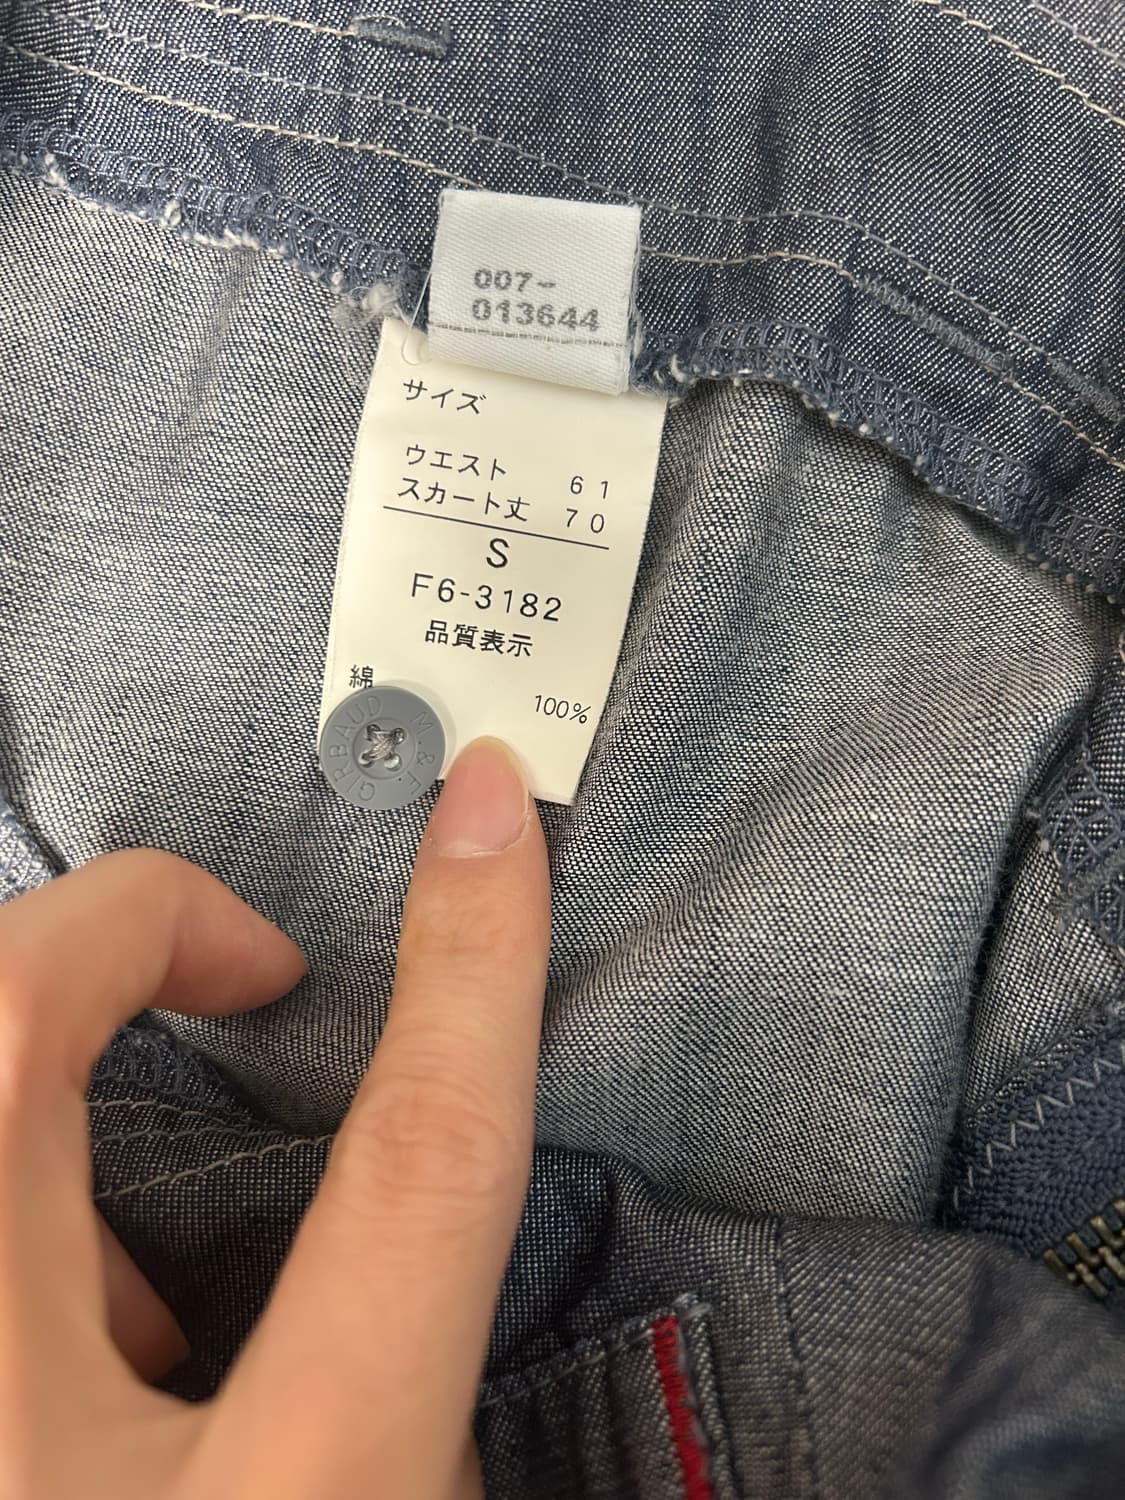 007-
013644
サイズ
ウエスト 61
スカート丈 70
S
F6-3182
品質表示
綿 100%
M.&F. GIRBAUD